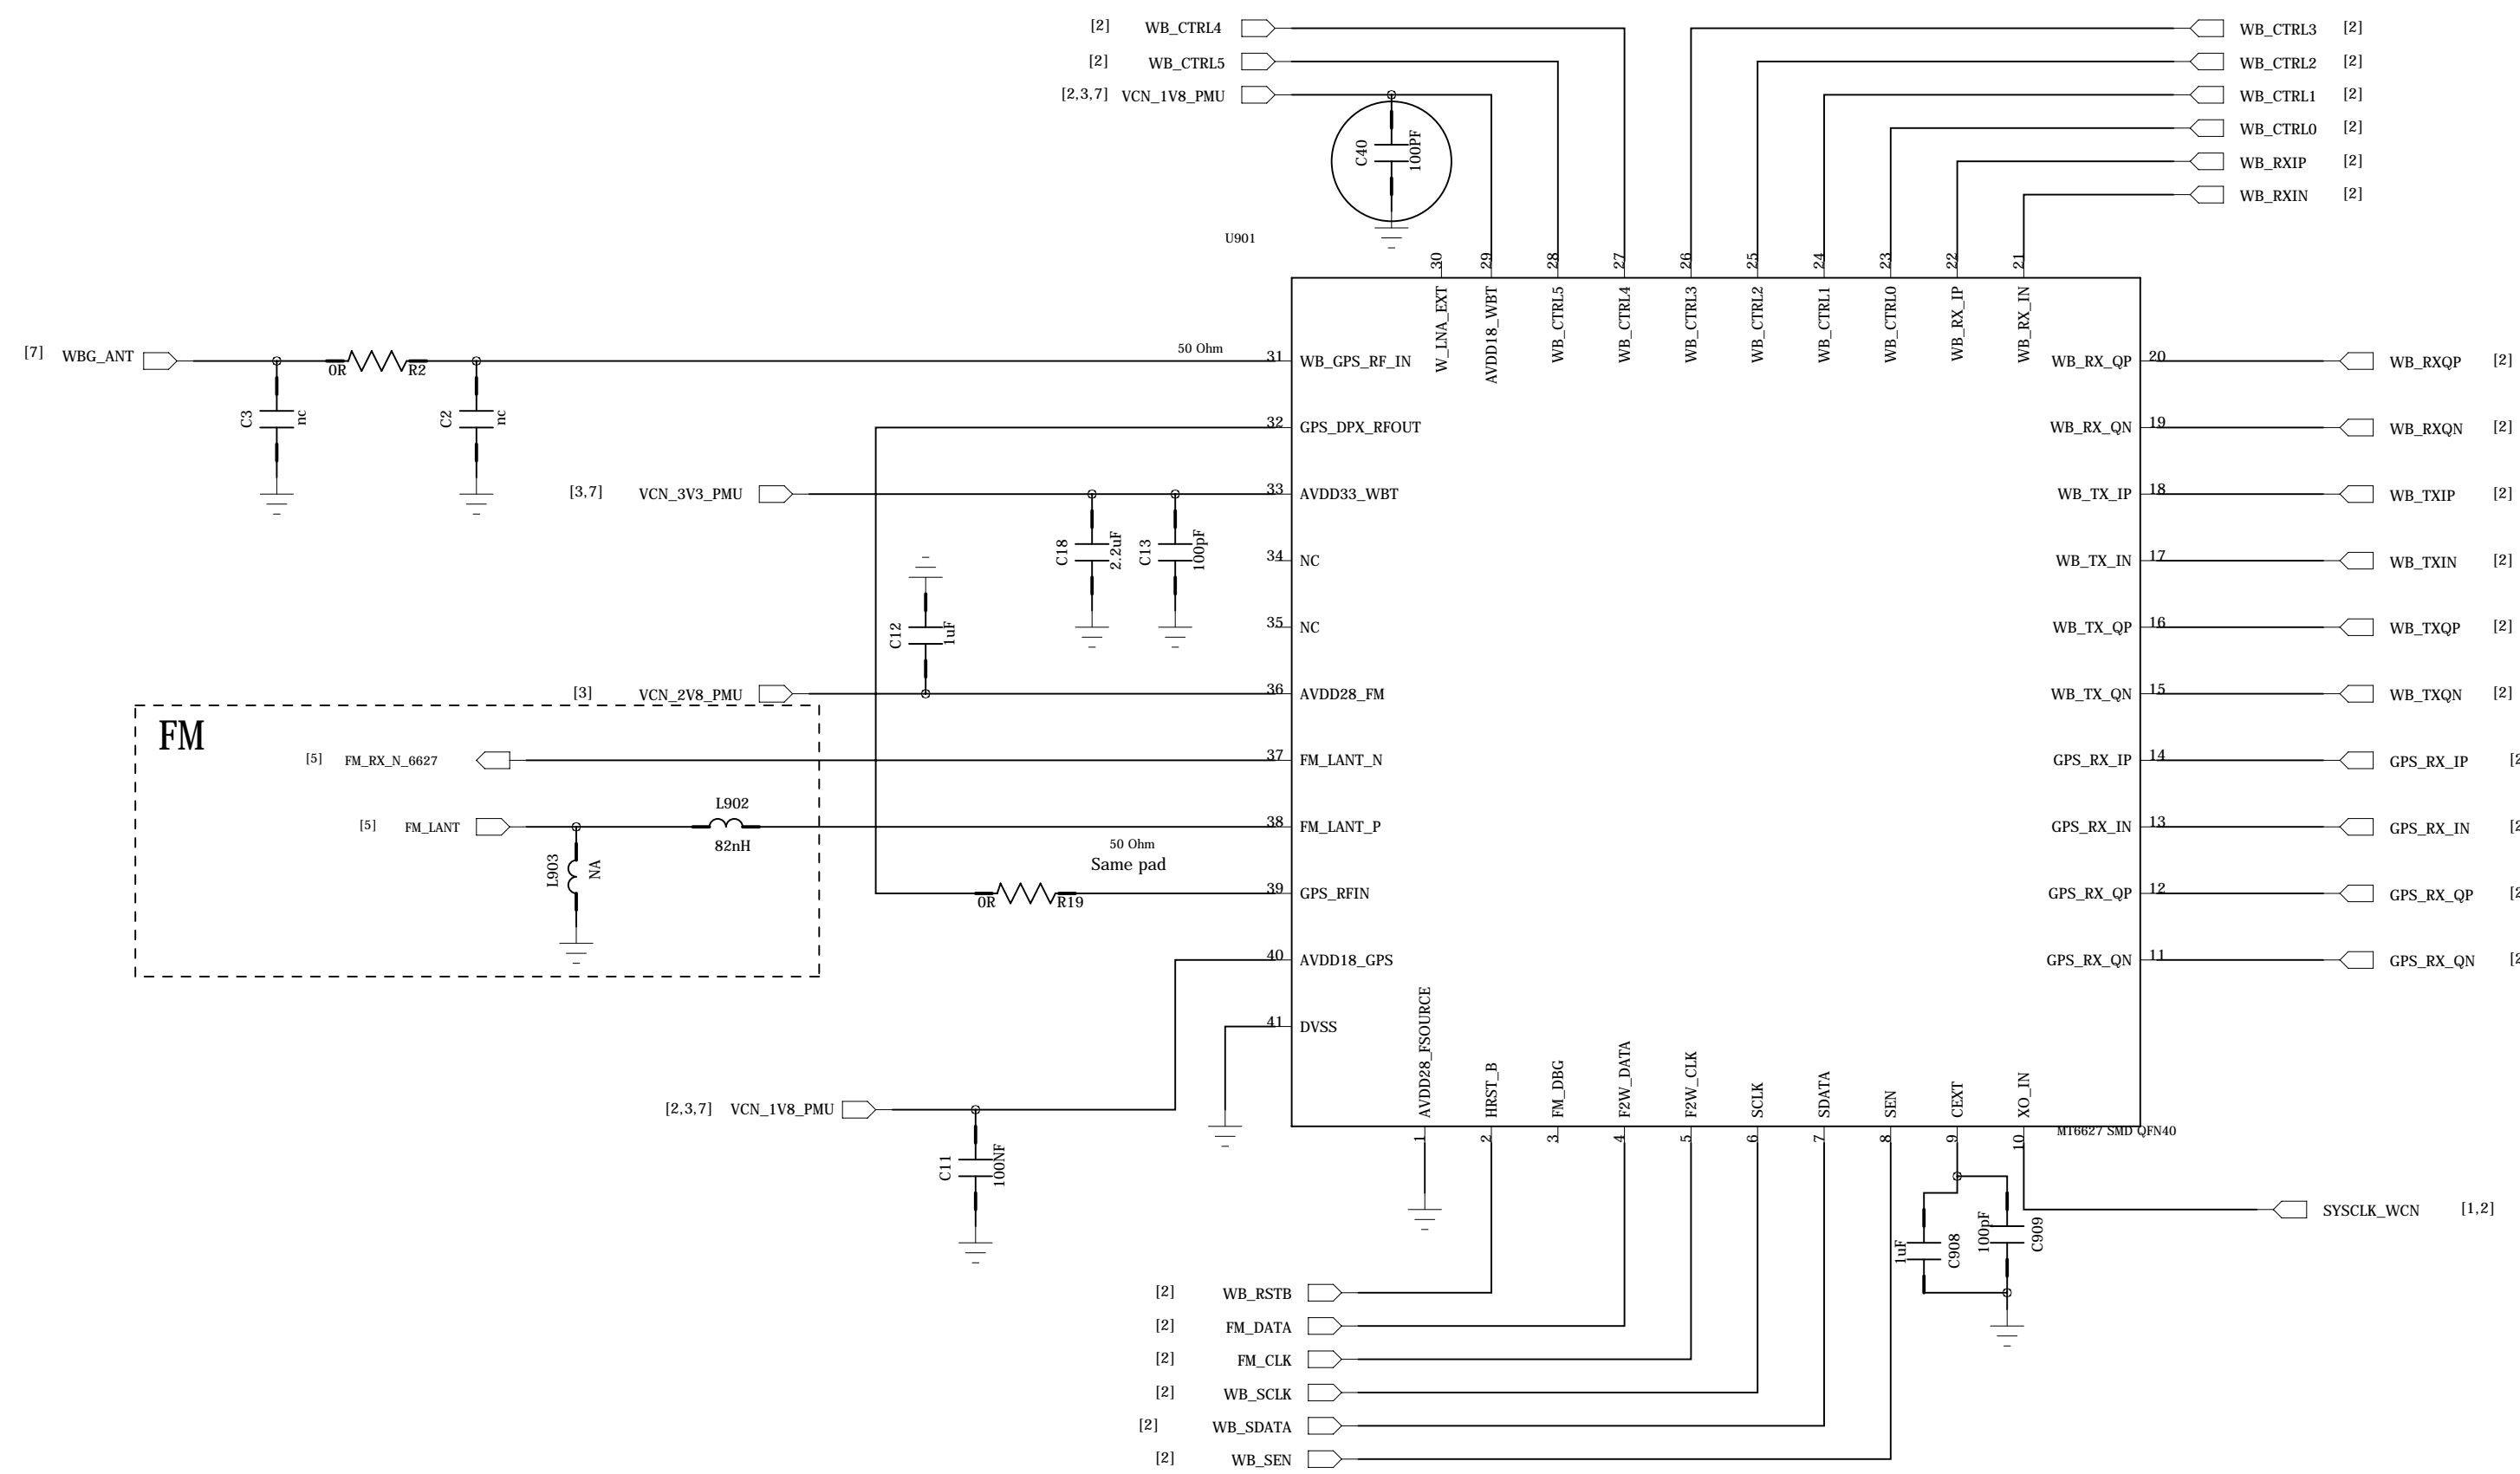 [2] WB_CTRL4
[2] WB_CTRL5
[2,3,7] VCN_1V8_PMU
WB_CTRL3 [2]
WB_CTRL2 [2]
WB_CTRL1 [2]
WB_CTRL0 [2]
WB_RXIP [2]
WB_RXIN [2]
C40
100PF
U901
30
29
28
27
26
25
24
23
22
21
W_LNA_EXT
AVDD18_WBT
WB_CTRL5
WB_CTRL4
WB_CTRL3
WB_CTRL2
WB_CTRL1
WB_CTRL0
WB_RX_IP
WB_RX_IN
[7] WBG_ANT
0R
R2
C3
nc
C2
nc
50 Ohm
31 WB_GPS_RF_IN
32 GPS_DPX_RFOUT
[3,7] VCN_3V3_PMU
33 AVDD33_WBT
C18
2.2uF
C13
100pF
34 NC
35 NC
C12
1uF
[3] VCN_2V8_PMU
36 AVDD28_FM
FM
[5] FM_RX_N_6627
37 FM_LANT_N
[5] FM_LANT
L902
82nH
L903
NA
38 FM_LANT_P
50 Ohm
Same pad
0R
R19
39 GPS_RFIN
40 AVDD18_GPS
41 DVSS
[2,3,7] VCN_1V8_PMU
C11
100NF
WB_RX_QP 20 WB_RXQP [2]
WB_RX_QN 19 WB_RXQN [2]
WB_TX_IP 18 WB_TXIP [2]
WB_TX_IN 17 WB_TXIN [2]
WB_TX_QP 16 WB_TXQP [2]
WB_TX_QN 15 WB_TXQN [2]
GPS_RX_IP 14 GPS_RX_IP [2
GPS_RX_IN 13 GPS_RX_IN [2
GPS_RX_QP 12 GPS_RX_QP [2
GPS_RX_QN 11 GPS_RX_QN [2
AVDD28_FSOURCE
HRST_B
FM_DBG
F2W_DATA
F2W_CLK
SCLK
SDATA
SEN
CEXT
XO_IN
1
2
3
4
5
6
7
8
9
10
MT6627 SMD QFN40
1uF
C908
100pF
C909
SYSCLK_WCN [1,2]
[2] WB_RSTB
[2] FM_DATA
[2] FM_CLK
[2] WB_SCLK
[2] WB_SDATA
[2] WB_SEN